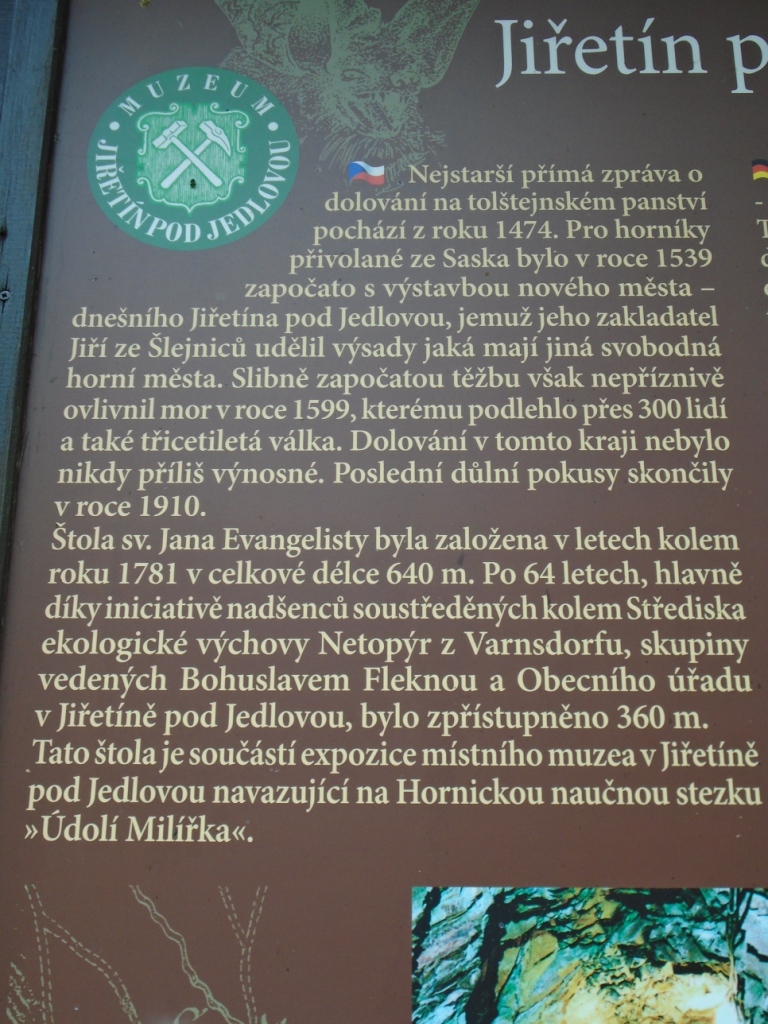 Jiřetín p
MUZEUM
JIŘETÍN POD JEDLOVOU
Nejstarší přímá zpráva o
dolování na tolštejnském panství
pochází z roku 1474. Pro horníky
přivolané ze Saska bylo v roce 1539
započato s výstavbou nového města –
dnešního Jiřetína pod Jedlovou, jemuž jeho zakladatel
Jiří ze Šlejniců udělil výsady jaká mají jiná svobodná
horní města. Slibně započatou těžbu však nepříznivě
ovlivnil mor v roce 1599, kterému podlehlo přes 300 lidí
a také třicetiletá válka. Dolování v tomto kraji nebylo
nikdy příliš výnosné. Poslední důlní pokusy skončily
v roce 1910.
Štola sv. Jana Evangelisty byla založena v letech kolem
roku 1781 v celkové délce 640 m. Po 64 letech, hlavně
díky iniciativě nadšenců soustředěných kolem Střediska
ekologické výchovy Netopýr z Varnsdorfu, skupiny
vedených Bohuslavem Fleknou a Obecního úřadu
v Jiřetíně pod Jedlovou, bylo zpřístupněno 360 m.
Tato štola je součástí expozice místního muzea v Jiřetíně
pod Jedlovou navazující na Hornickou naučnou stezku
»Údolí Milířka«.